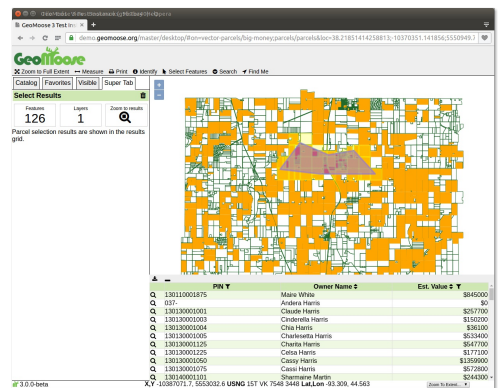 GeoMoose 3 Test Ins
demo.geomoose.org/master/desktop/#on=vector-parcels/big-money;parcels/parcels&loc=38.21851414258813;-10370351.141856;5550949.7
GeoMoose
Zoom to Full Extent Measure Print Identify Select Features Search Find Me
Catalog Favorites Visible Super Tab
Select Results
Features Layers Zoom to results
126 1
Parcel selection results are shown in the results
grid.
PIN Owner Name Est. Value
130110001875 Maire White $845000
037- Andera Harris $0
130130001001 Claude Harris $257700
130130001003 Cinderella Harris $150200
130130001004 Chia Harris $36100
130130001005 Charlesetta Harris $533400
130130001125 Charita Harris $547700
130130001225 Celsa Harris $177100
130130001050 Cassy Harris $1359900
130130001075 Cassi Harris $572800
130140001101 Sharmaine Martin $244300
3.0.0-beta X,Y -10387071.7, 5553032.6 USNG 15T VK 7548 3448 Lat,Lon -93.309, 44.563 Zoom To Extent...